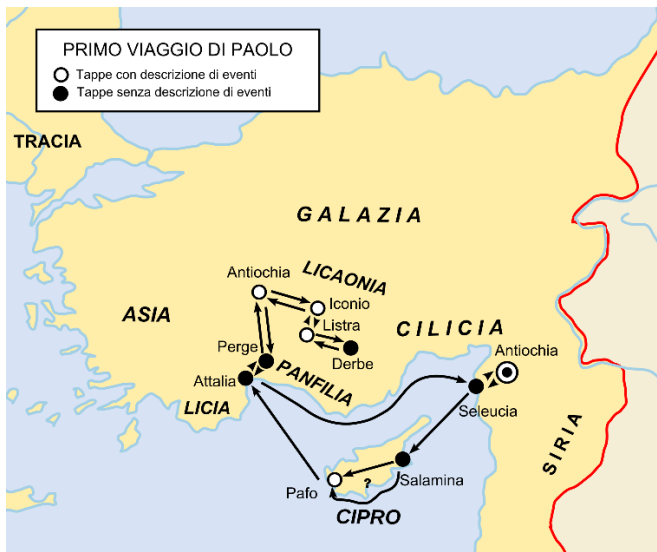 PRIMO VIAGGIO DI PAOLO
Tappe con descrizione di eventi
Tappe senza descrizione di eventi
TRACIA
GALAZIA
LICAONIA
Antiochia
Iconio
ASIA
Listra
CILICIA
Antiochia
Perge
Derbe
PANFILIA
Attalia
LICIA
Seleucia
SIRIA
Salamina
?
Pafo
CIPRO